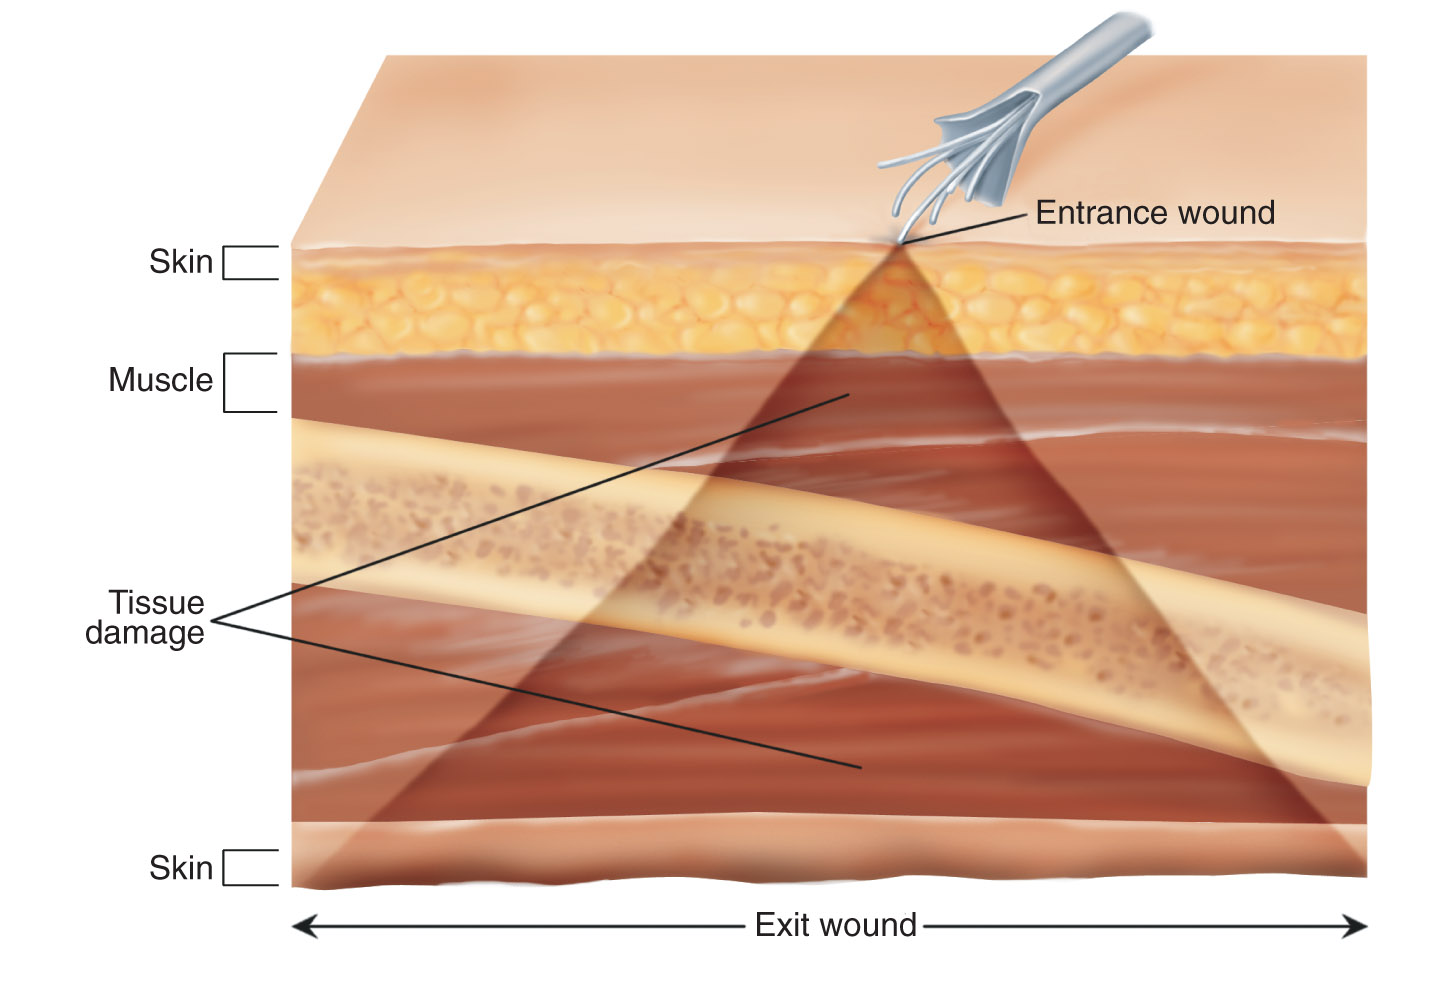 Entrance wound
Skin
Muscle
Tissue
damage
Skin
Exit wound